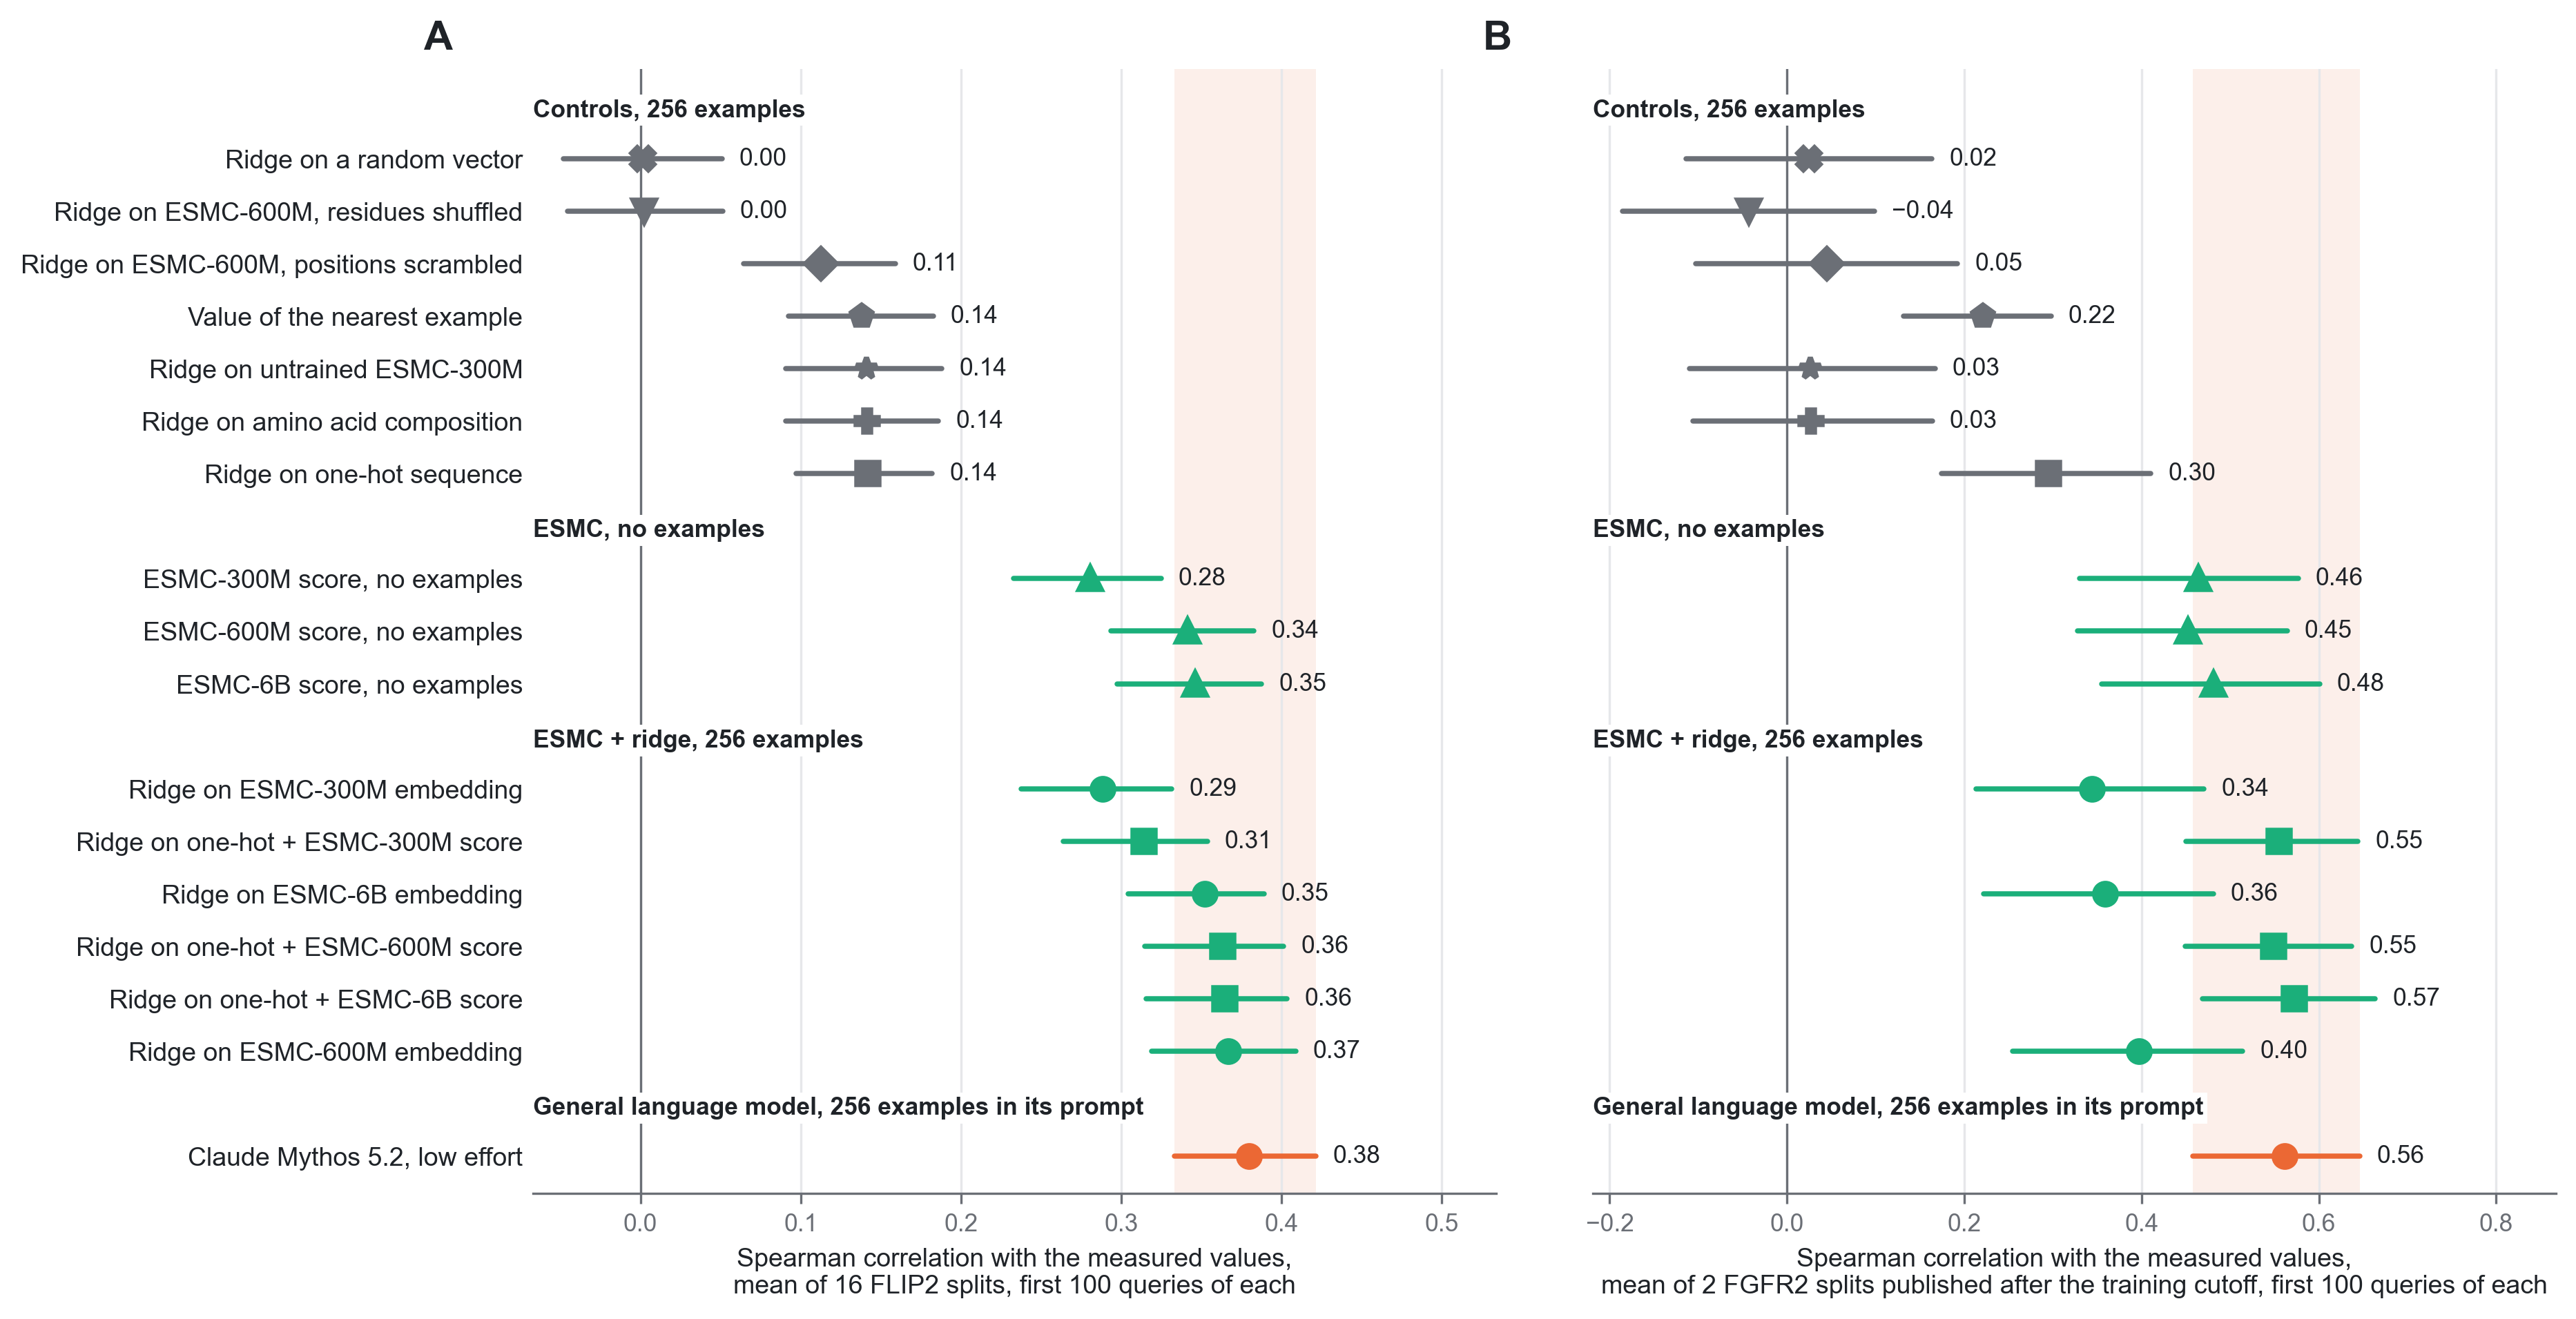 A
Controls, 256 examples
Ridge on a random vector
0.00
Ridge on ESMC-600M, residues shuffled
0.00
Ridge on ESMC-600M, positions scrambled
0.11
Value of the nearest example
0.14
Ridge on untrained ESMC-300M
0.14
Ridge on amino acid composition
0.14
Ridge on one-hot sequence
0.14
ESMC, no examples
ESMC-300M score, no examples
0.28
ESMC-600M score, no examples
0.34
ESMC-6B score, no examples
0.35
ESMC + ridge, 256 examples
Ridge on ESMC-300M embedding
0.29
Ridge on one-hot + ESMC-300M score
0.31
Ridge on ESMC-6B embedding
0.35
Ridge on one-hot + ESMC-600M score
0.36
Ridge on one-hot + ESMC-6B score
0.36
Ridge on ESMC-600M embedding
0.37
General language model, 256 examples in its prompt
Claude Mythos 5.2, low effort
0.38
0.0 0.1 0.2 0.3 0.4 0.5
Spearman correlation with the measured values,
mean of 16 FLIP2 splits, first 100 queries of each
B
Controls, 256 examples
0.02
−0.04
0.05
0.22
0.03
0.03
0.30
ESMC, no examples
0.46
0.45
0.48
ESMC + ridge, 256 examples
0.34
0.55
0.36
0.55
0.57
0.40
General language model, 256 examples in its prompt
0.56
−0.2 0.0 0.2 0.4 0.6 0.8
Spearman correlation with the measured values,
mean of 2 FGFR2 splits published after the training cutoff, first 100 queries of each